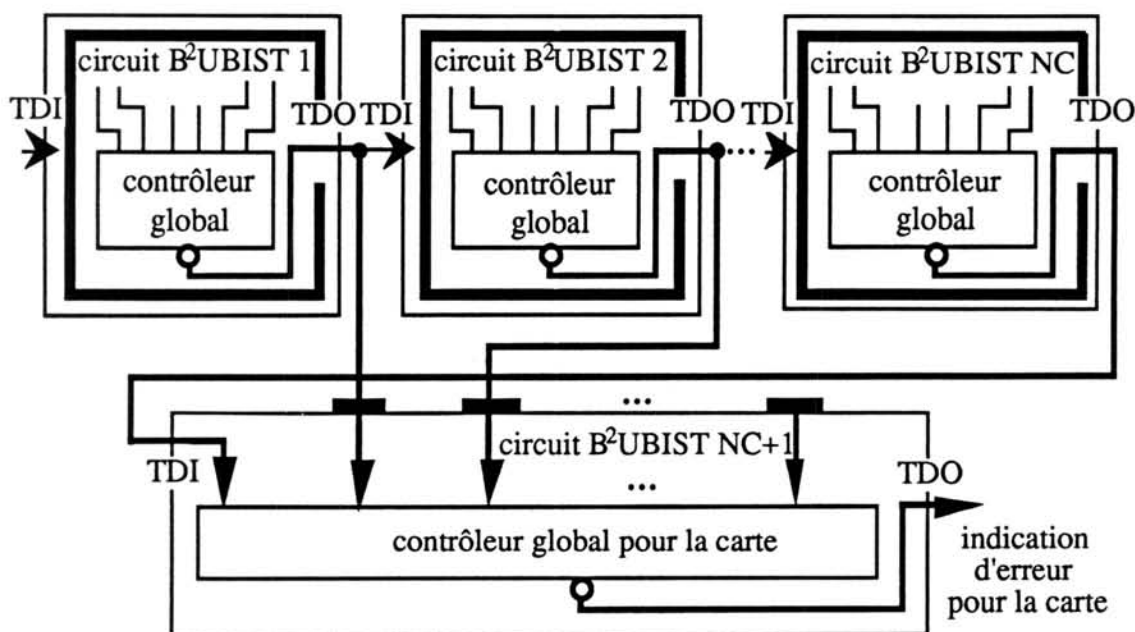 circuit B²UBIST 1
circuit B²UBIST 2
circuit B²UBIST NC
TDI
TDO
TDI
TDO
TDI
TDO
...
contrôleur
global
contrôleur
global
contrôleur
global
...
circuit B²UBIST NC+1
TDI
TDO
...
contrôleur global pour la carte
indication
d'erreur
pour la carte